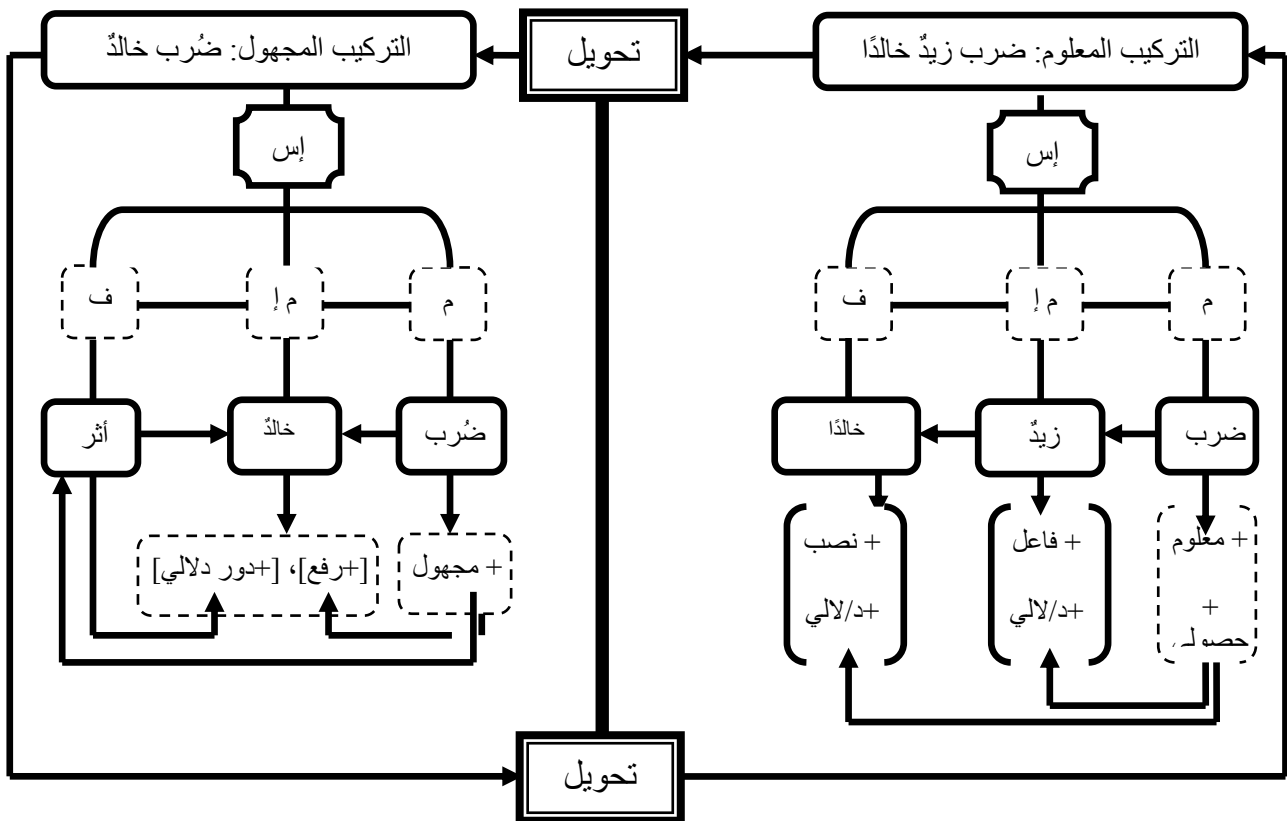 التركيب المعلوم: ضرب زيدٌ خالدًا
تحويل
التركيب المجهول: ضُرب خالدٌ
إس
إس
م
م إ
ف
م
م إ
ف
ضرب
زيدٌ
خالدًا
ضُرب
خالدٌ
أثر
+ معلوم
+
حصولي
+ فاعل
+د/لالي
+ نصب
+د/لالي
+ مجهول
[+رفع]، [+دور دلالي]
تحويل